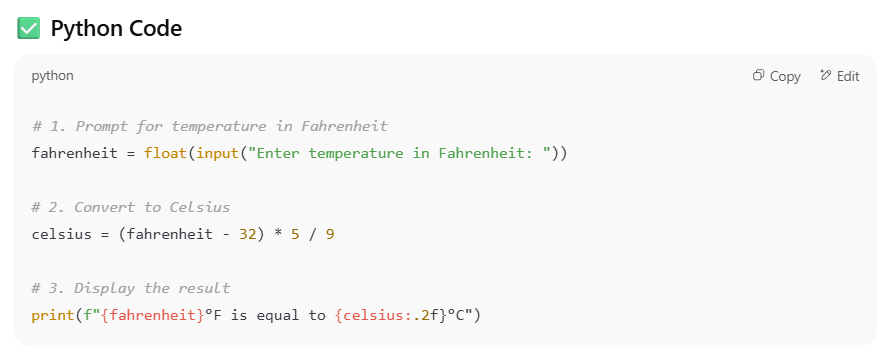 ✅ Python Code
python Copy Edit
# 1. Prompt for temperature in Fahrenheit
fahrenheit = float(input("Enter temperature in Fahrenheit: "))
# 2. Convert to Celsius
celsius = (fahrenheit - 32) * 5 / 9
# 3. Display the result
print(f"{fahrenheit}°F is equal to {celsius:.2f}°C")